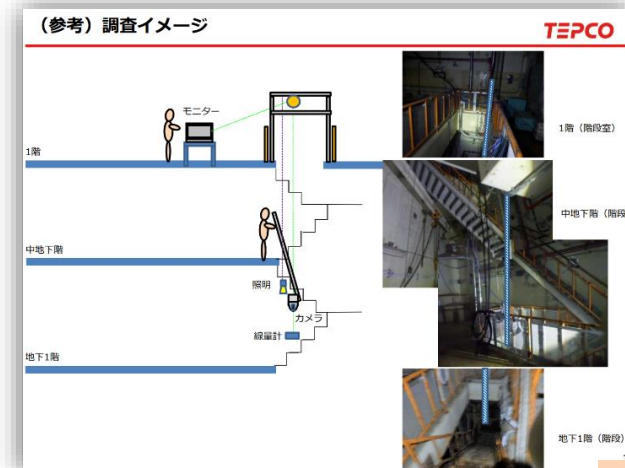 （参考）調査イメージ
TEPCO
モニター
1階
1階（階段室）
中地下階（階段
中地下階
照明
カメラ
線量計
地下1階
地下1階（階段）